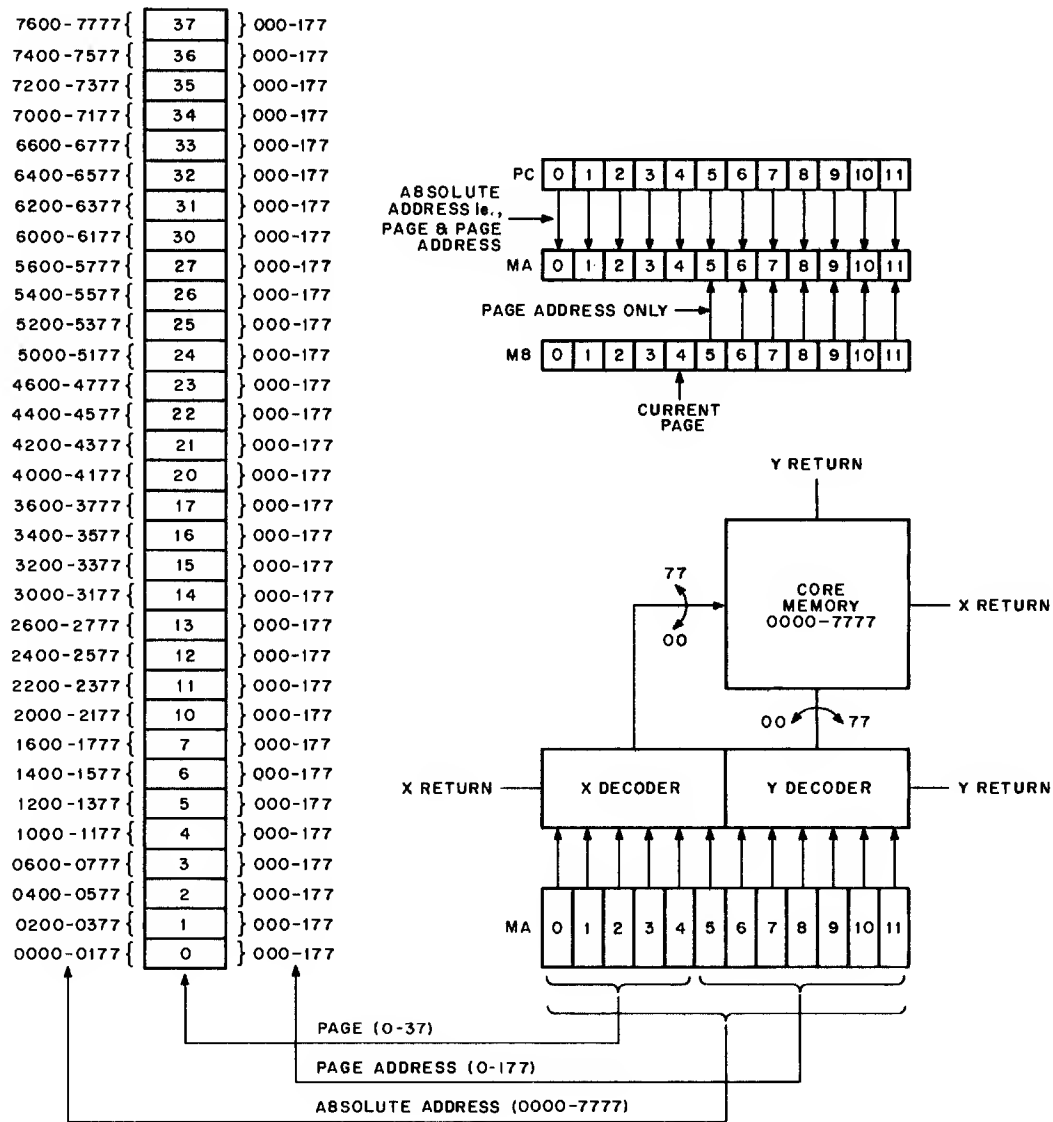 7600-7777{ 37 } 000-177
7400-7577{ 36 } 000-177
7200-7377{ 35 } 000-177
7000-7177{ 34 } 000-177
6600-6777{ 33 } 000-177
6400-6577{ 32 } 000-177
6200-6377{ 31 } 000-177
6000-6177{ 30 } 000-177
5600-5777{ 27 } 000-177
5400-5577{ 26 } 000-177
5200-5377{ 25 } 000-177
5000-5177{ 24 } 000-177
4600-4777{ 23 } 000-177
4400-4577{ 22 } 000-177
4200-4377{ 21 } 000-177
4000-4177{ 20 } 000-177
3600-3777{ 17 } 000-177
3400-3577{ 16 } 000-177
3200-3377{ 15 } 000-177
3000-3177{ 14 } 000-177
2600-2777{ 13 } 000-177
2400-2577{ 12 } 000-177
2200-2377{ 11 } 000-177
2000-2177{ 10 } 000-177
1600-1777{ 7 } 000-177
1400-1577{ 6 } 000-177
1200-1377{ 5 } 000-177
1000-1177{ 4 } 000-177
0600-0777{ 3 } 000-177
0400-0577{ 2 } 000-177
0200-0377{ 1 } 000-177
0000-0177{ 0 } 000-177
PAGE (0-37)
PAGE ADDRESS (0-177)
ABSOLUTE ADDRESS (0000-7777)
PC 0 1 2 3 4 5 6 7 8 9 10 11
ABSOLUTE
ADDRESS ie.,
PAGE & PAGE
ADDRESS
MA 0 1 2 3 4 5 6 7 8 9 10 11
PAGE ADDRESS ONLY
MB 0 1 2 3 4 5 6 7 8 9 10 11
CURRENT
PAGE
Y RETURN
77
00
CORE
MEMORY
0000-7777
X RETURN
00 77
X RETURN
X DECODER
Y DECODER
Y RETURN
MA 0 1 2 3 4 5 6 7 8 9 10 11